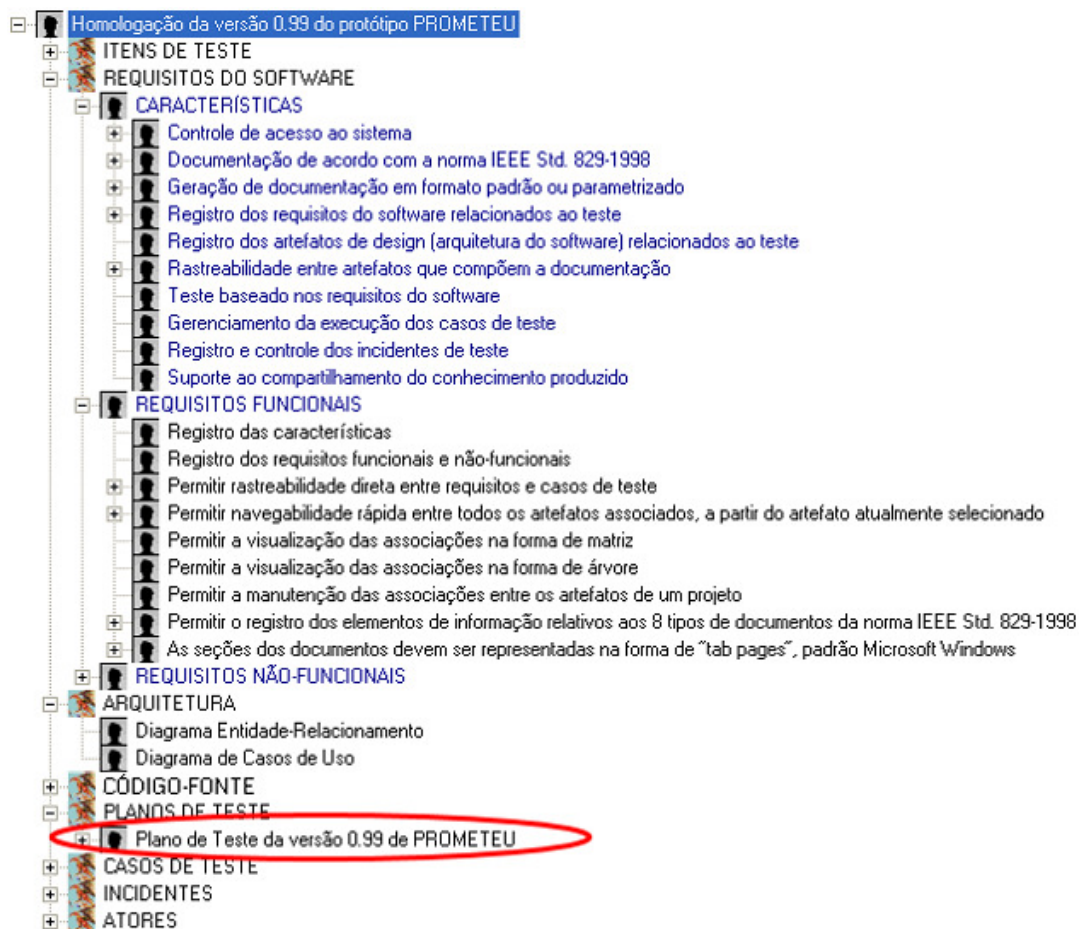 Homologação da versão 0.99 do protótipo PROMETEU
ITENS DE TESTE
REQUISITOS DO SOFTWARE
CARACTERÍSTICAS
Controle de acesso ao sistema
Documentação de acordo com a norma IEEE Std. 829-1998
Geração de documentação em formato padrão ou parametrizado
Registro dos requisitos do software relacionados ao teste
Registro dos artefatos de design (arquitetura do software) relacionados ao teste
Rastreabilidade entre artefatos que compõem a documentação
Teste baseado nos requisitos do software
Gerenciamento da execução dos casos de teste
Registro e controle dos incidentes de teste
Suporte ao compartilhamento do conhecimento produzido
REQUISITOS FUNCIONAIS
Registro das características
Registro dos requisitos funcionais e não-funcionais
Permitir rastreabilidade direta entre requisitos e casos de teste
Permitir navegabilidade rápida entre todos os artefatos associados, a partir do artefato atualmente selecionado
Permitir a visualização das associações na forma de matriz
Permitir a visualização das associações na forma de árvore
Permitir a manutenção das associações entre os artefatos de um projeto
Permitir o registro dos elementos de informação relativos aos 8 tipos de documentos da norma IEEE Std. 829-1998
As seções dos documentos devem ser representadas na forma de "tab pages", padrão Microsoft Windows
REQUISITOS NÃO-FUNCIONAIS
ARQUITETURA
Diagrama Entidade-Relacionamento
Diagrama de Casos de Uso
CÓDIGO-FONTE
PLANOS DE TESTE
Plano de Teste da versão 0.99 de PROMETEU
CASOS DE TESTE
INCIDENTES
ATORES